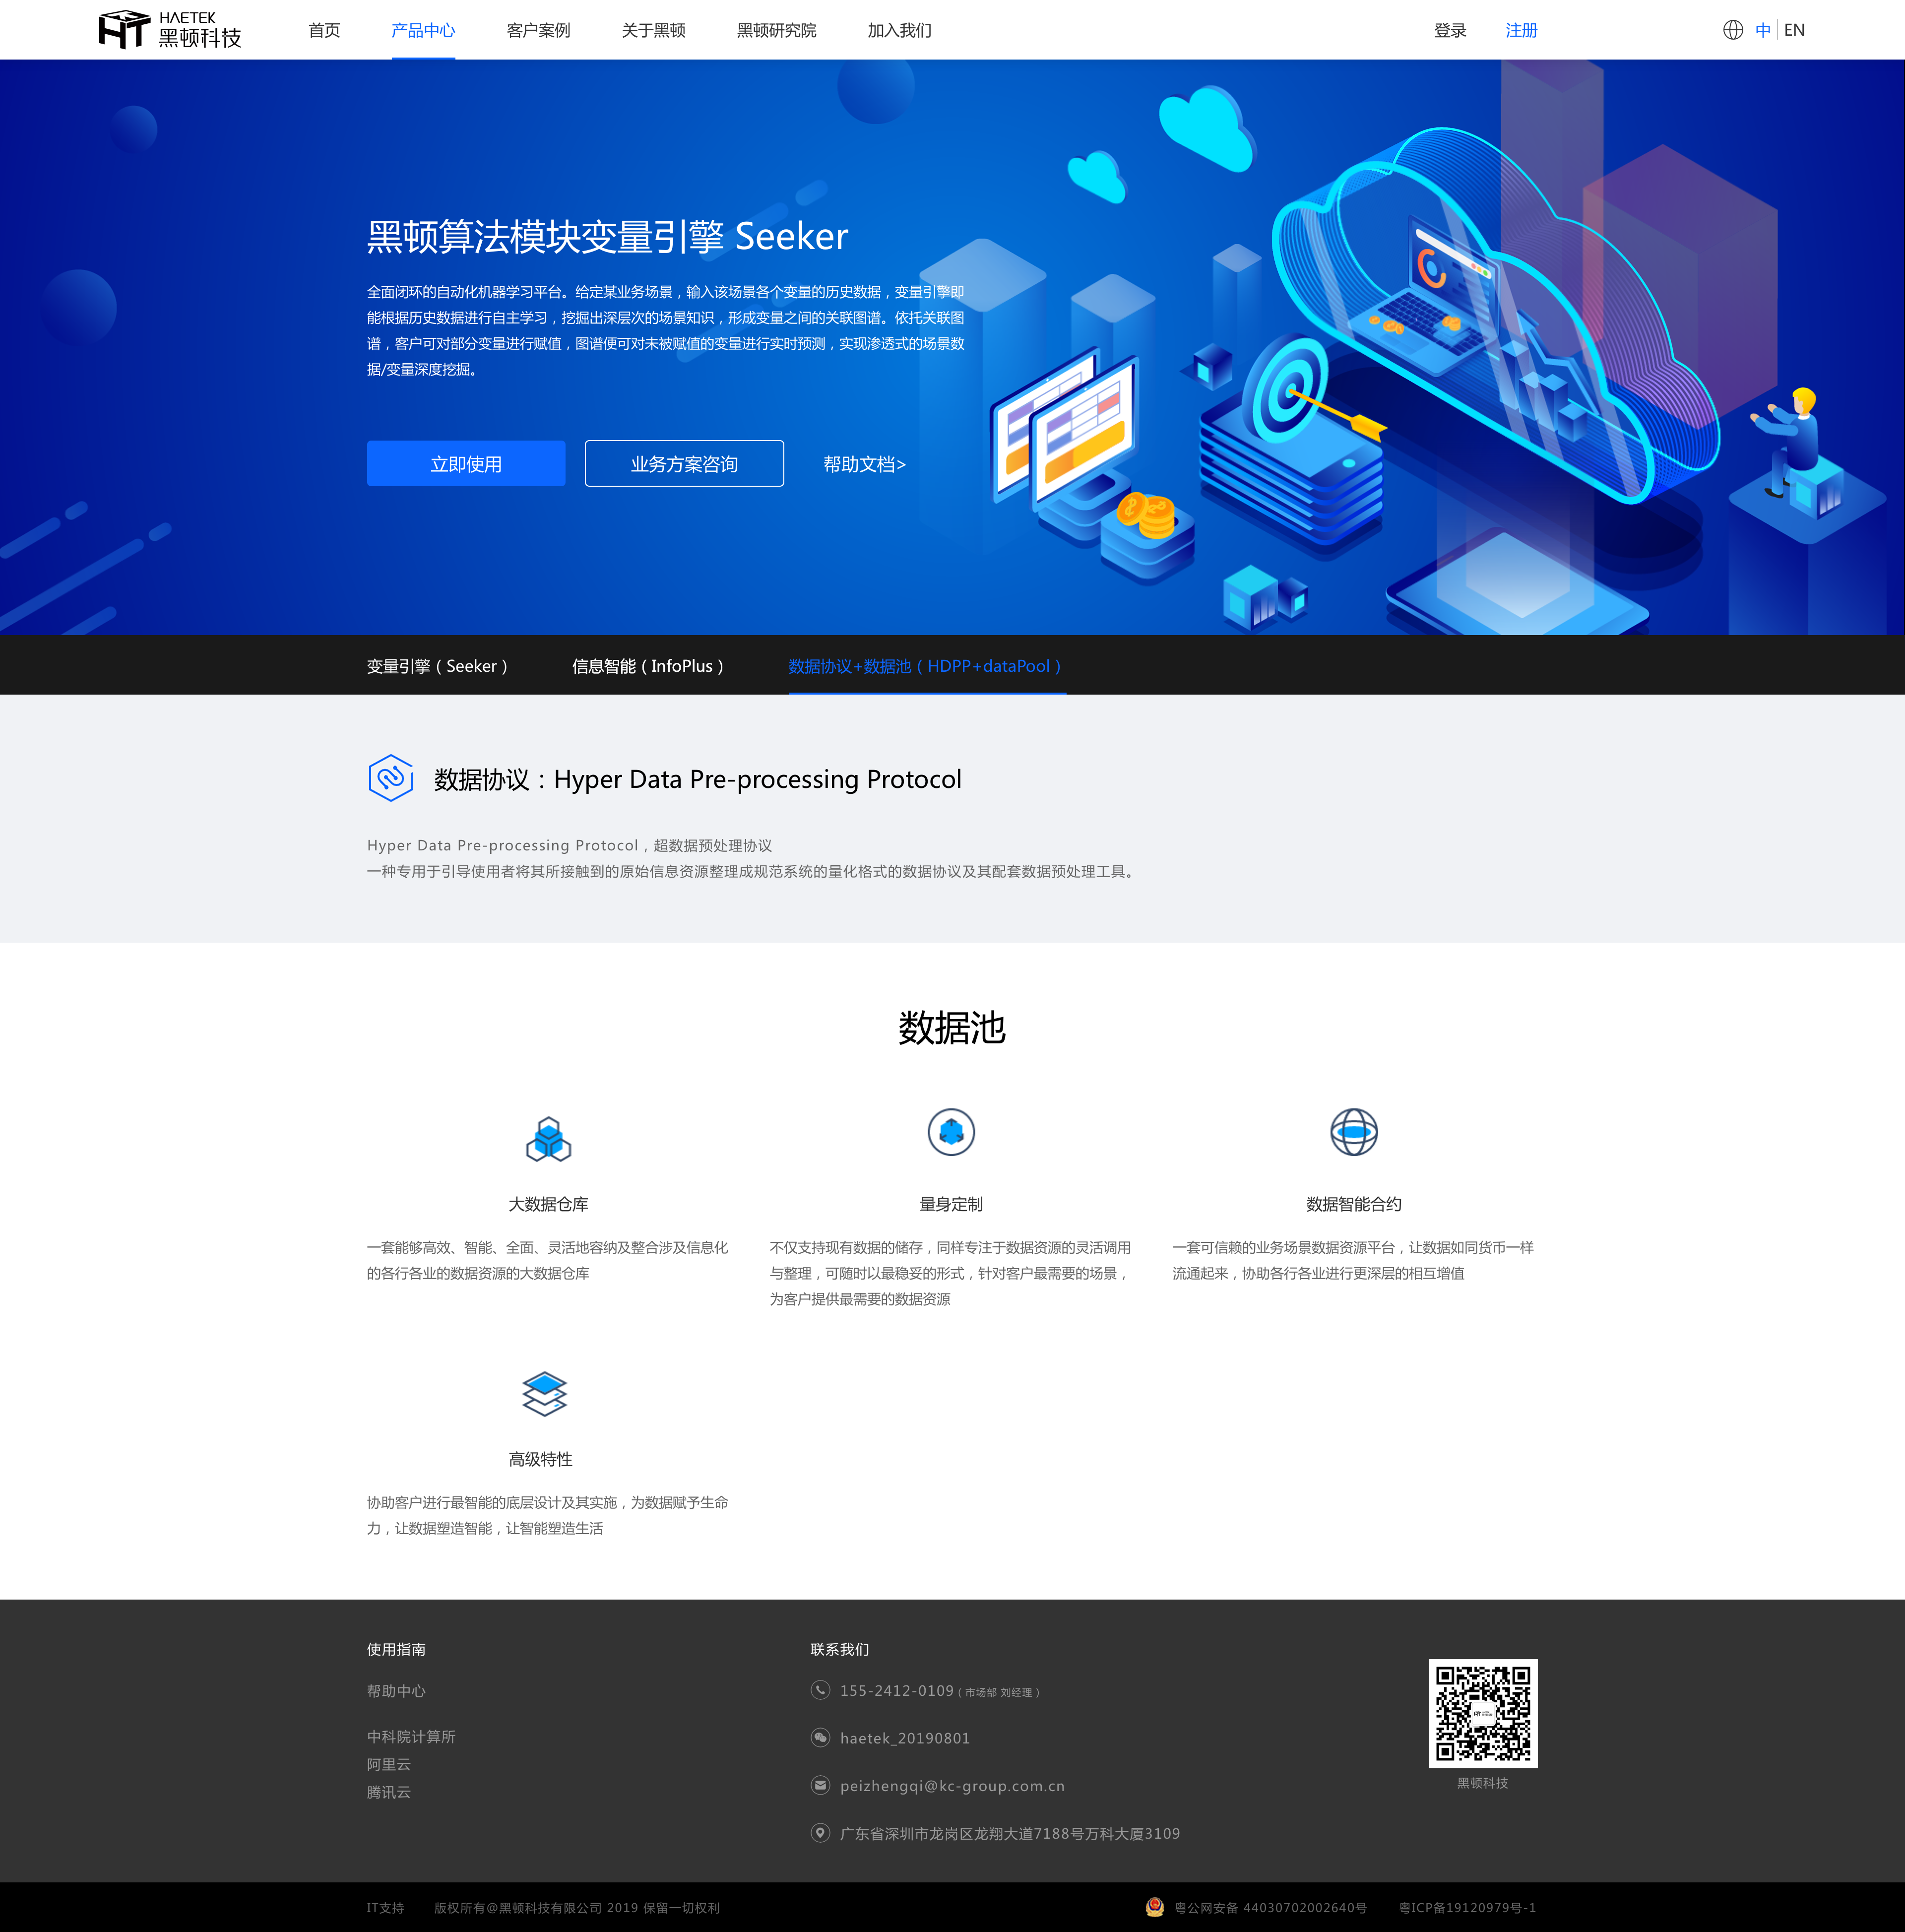 HAETEK
黑顿科技
首页 产品中心 客户案例 关于黑顿 黑顿研究院 加入我们 登录 注册 中 EN
黑顿算法模块变量引擎 Seeker
全面闭环的自动化机器学习平台。给定某业务场景，输入该场景各个变量的历史数据，变量引擎即
能根据历史数据进行自主学习，挖掘出深层次的场景知识，形成变量之间的关联图谱。依托关联图
谱，客户可对部分变量进行赋值，图谱便可对未被赋值的变量进行实时预测，实现渗透式的场景数
据/变量深度挖掘。
立即使用 业务方案咨询 帮助文档>
变量引擎（Seeker） 信息智能（InfoPlus） 数据协议+数据池（HDPP+dataPool）
数据协议：Hyper Data Pre-processing Protocol
Hyper Data Pre-processing Protocol，超数据预处理协议
一种专用于引导使用者将其所接触到的原始信息资源整理成规范系统的量化格式的数据协议及其配套数据预处理工具。
数据池
大数据仓库
一套能够高效、智能、全面、灵活地容纳及整合涉及信息化
的各行各业的数据资源的大数据仓库
量身定制
不仅支持现有数据的储存，同样专注于数据资源的灵活调用
与整理，可随时以最稳妥的形式，针对客户最需要的场景，
为客户提供最需要的数据资源
数据智能合约
一套可信赖的业务场景数据资源平台，让数据如同货币一样
流通起来，协助各行各业进行更深层的相互增值
高级特性
协助客户进行最智能的底层设计及其实施，为数据赋予生命
力，让数据塑造智能，让智能塑造生活
使用指南
帮助中心
中科院计算所
阿里云
腾讯云
联系我们
155-2412-0109（市场部 刘经理）
haetek_20190801
peizhengqi@kc-group.com.cn
广东省深圳市龙岗区龙翔大道7188号万科大厦3109
黑顿科技
IT支持 版权所有@黑顿科技有限公司 2019 保留一切权利 粤公网安备 44030702002640号 粤ICP备19120979号-1